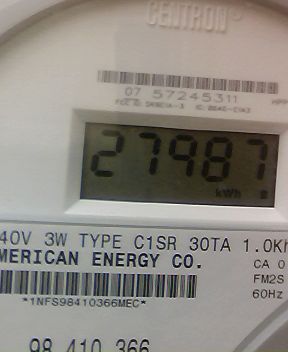 CENTRON
07 57245311
27987
kWh
40V 3W TYPE C1SR 30TA 1.0Kh
MERICAN ENERGY CO.
CA 0
FM2S
60Hz
*1NFS98410366MEC*
98 410 366